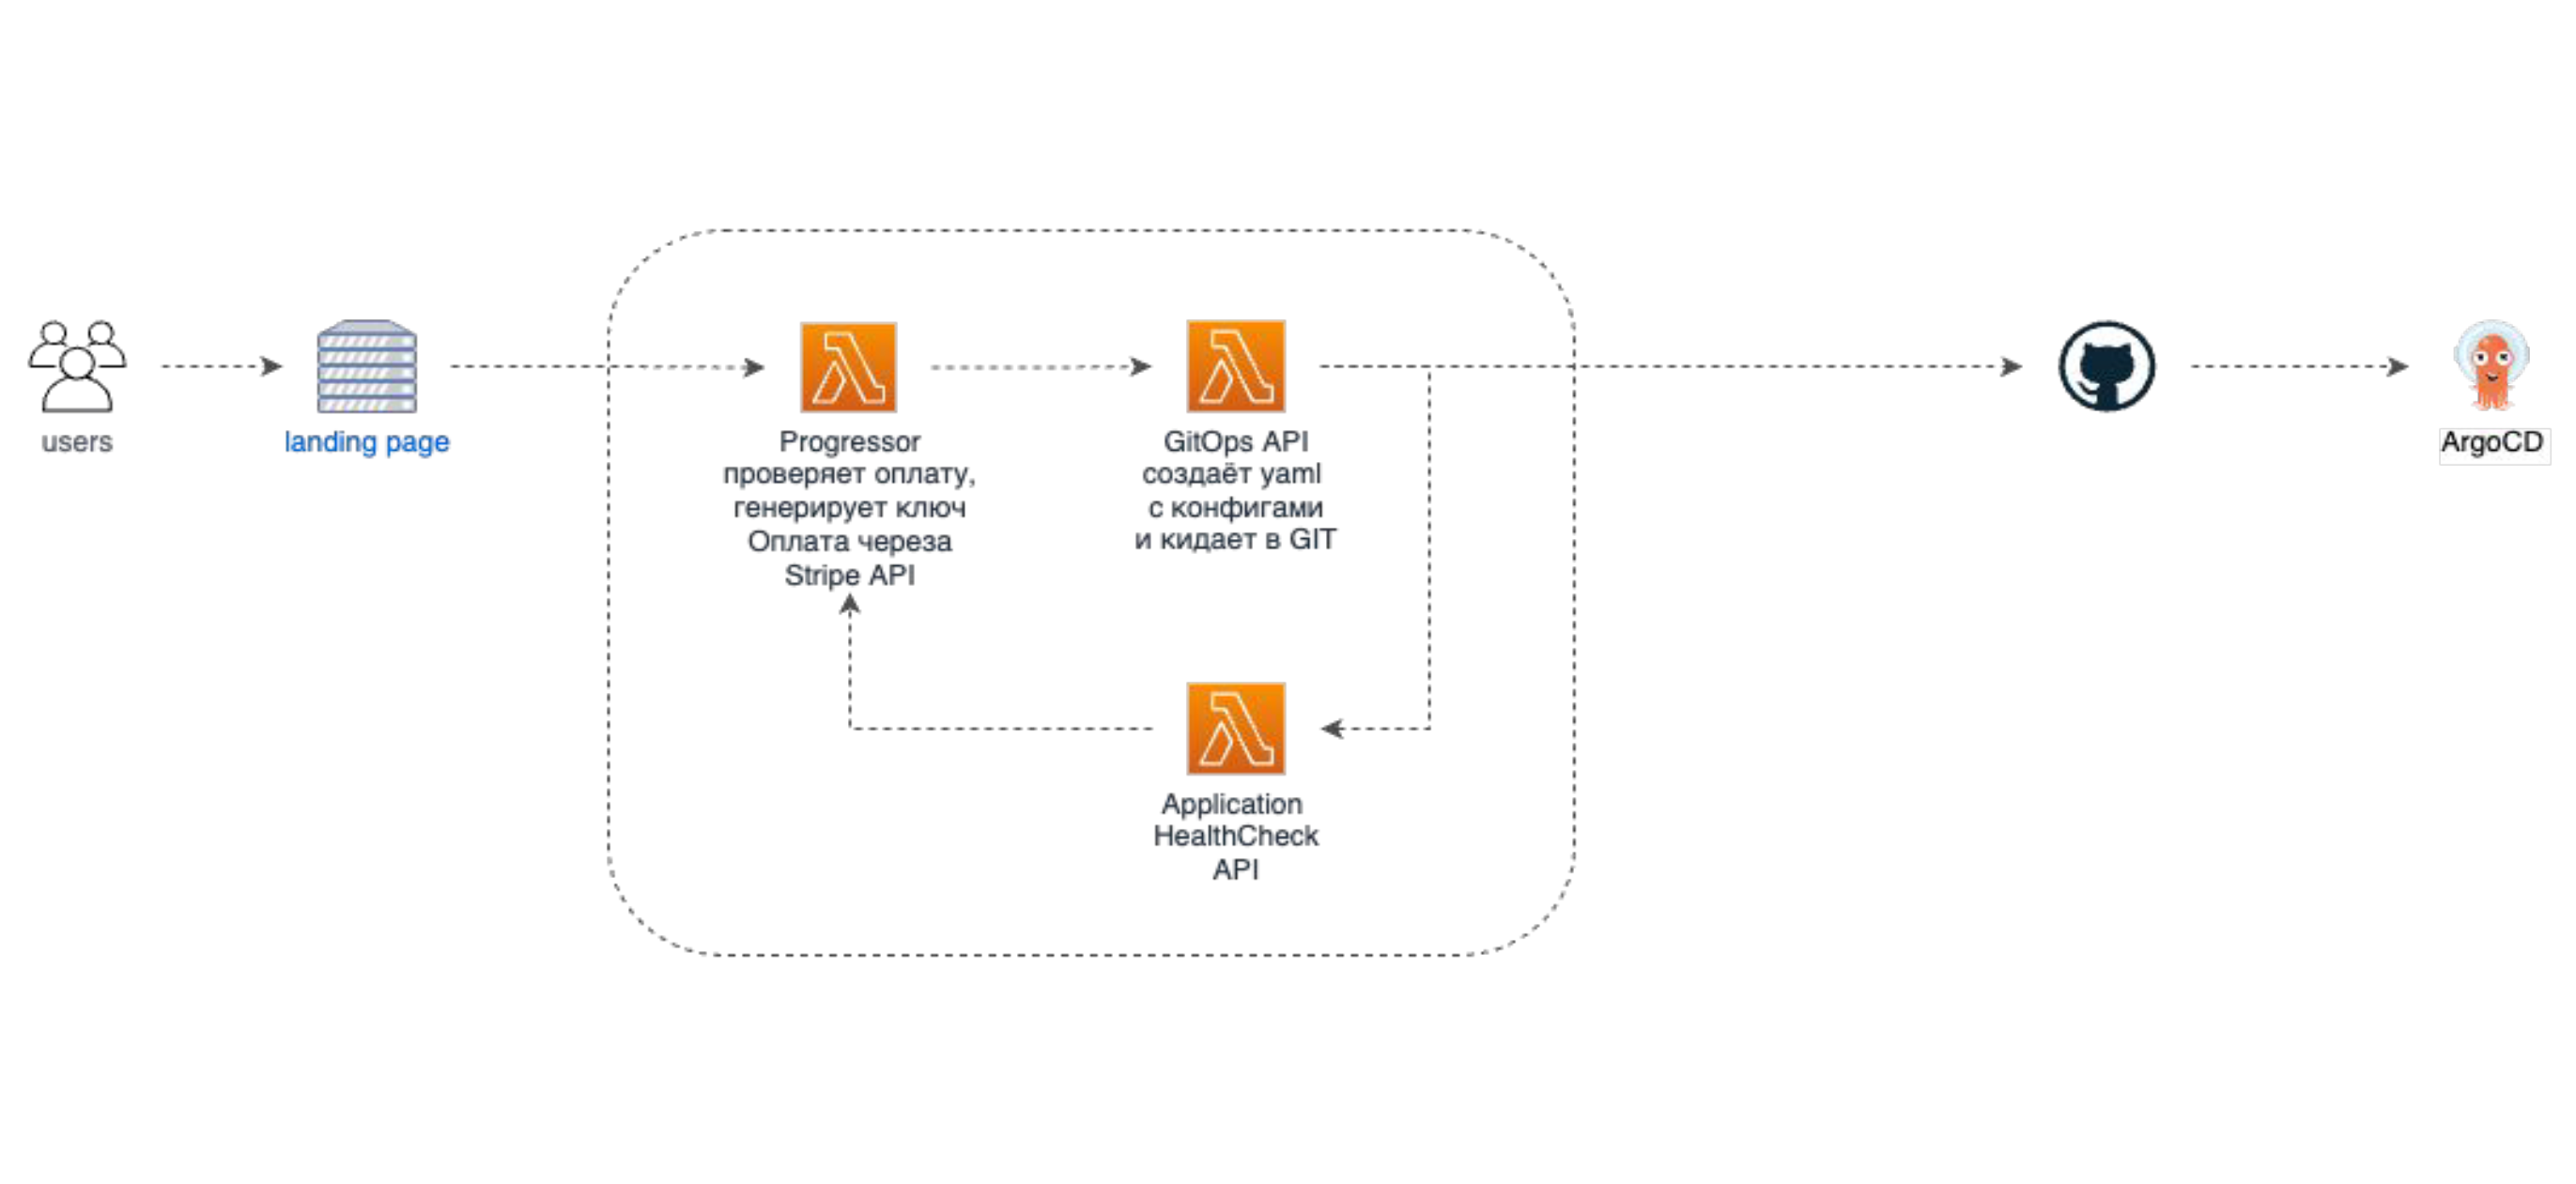 users
landing page
Progressor
проверяет оплату,
генерирует ключ
Оплата череза
Stripe API
GitOps API
создаёт yaml
с конфигами
и кидает в GIT
ArgoCD
Application
HealthCheck
API